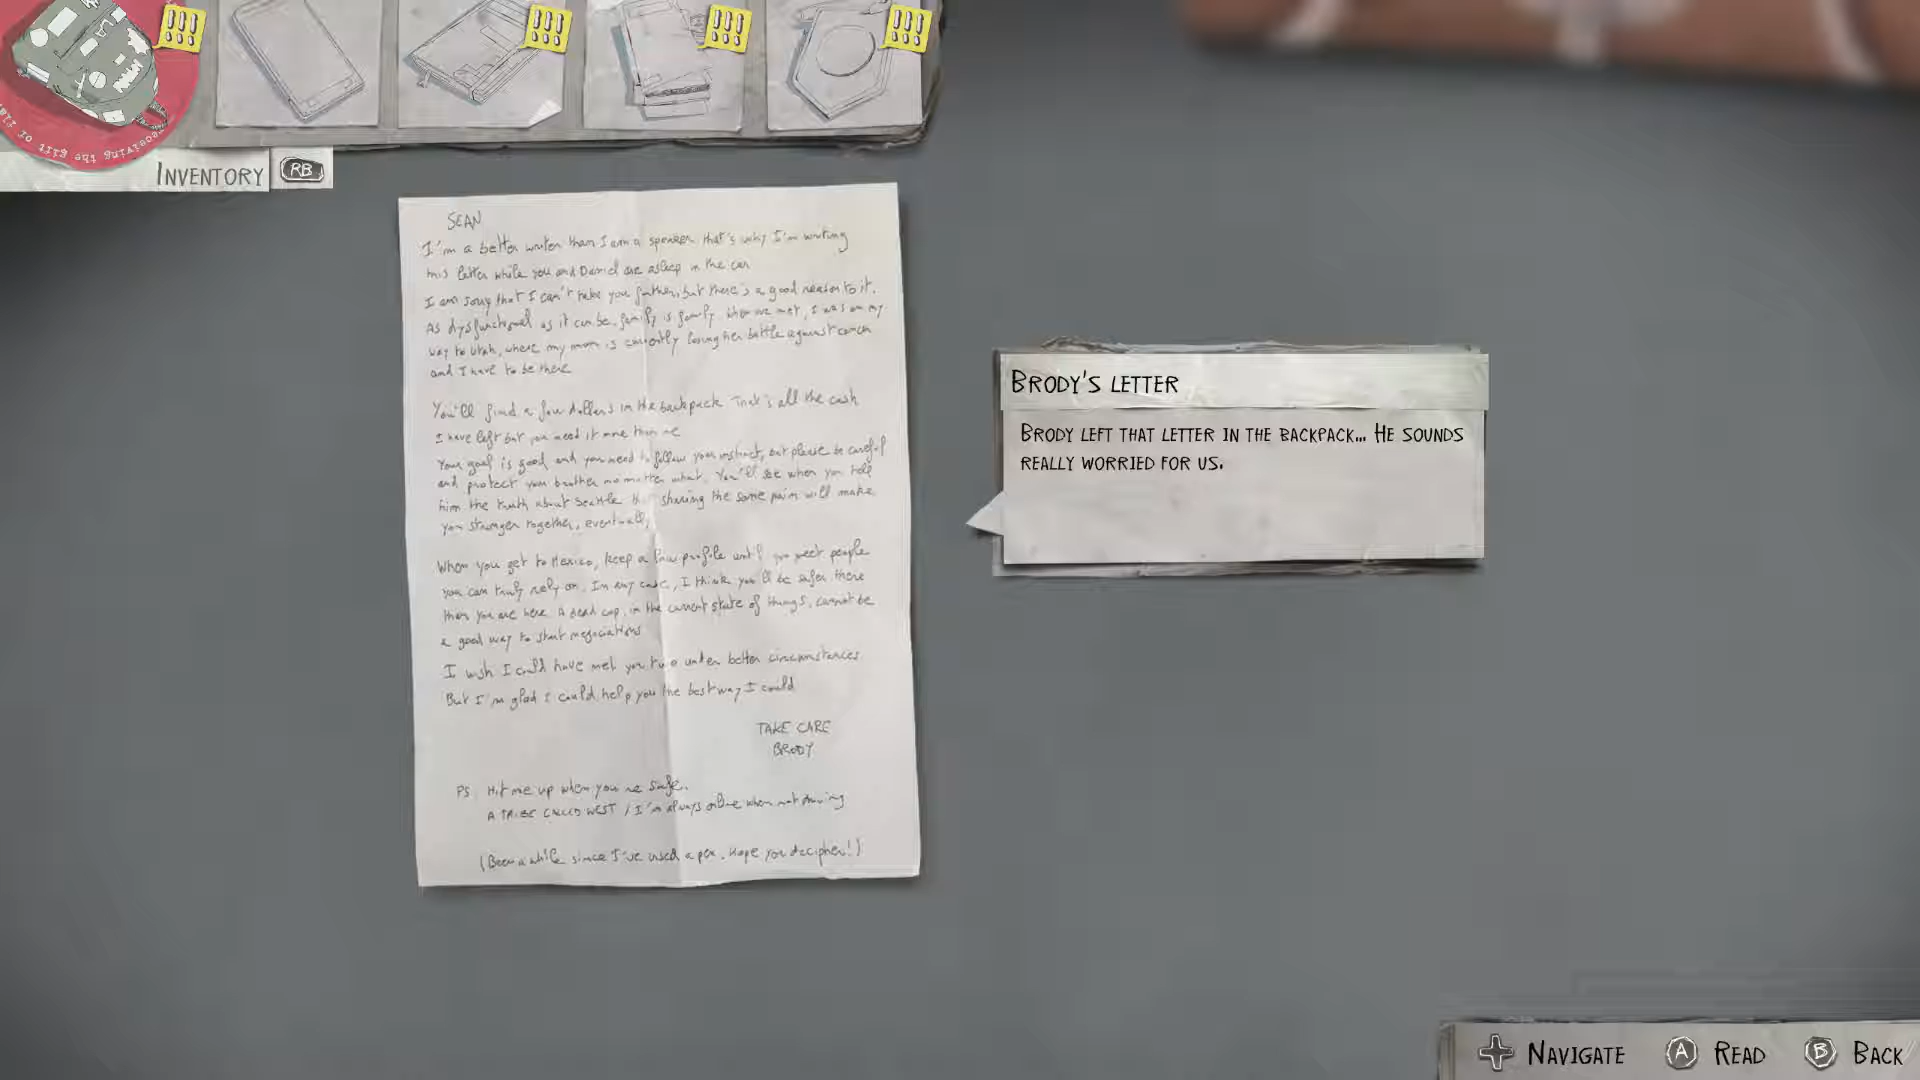 receiving the gift of
INVENTORY RB
SEAN
I'm a better writer than I am a speaker that's why I'm writing
this letter while you and Daniel are asleep in the car
I am sorry that I can't take you further, but there's a good reason to it.
As dysfunctional as it can be, family is family. When we met, I was on my
way to Utah, where my mom is currently losing her battle against cancer
and I have to be there
You'll find a few dollars in the backpack That's all the cash
I have left but you need it more than me
Your goal is good and you need to follow your instinct, but please be careful
and protect your brother no matter what. You'll see when you tell
him the truth about Seattle sharing the same pain will make
you stronger together, eventually
When you get to Mexico, keep a low profile until you meet people
you can truly rely on. In any case, I think you'll be safer there
than you are here. A dead cop, in the current state of things, cannot be
a good way to start negociations
I wish I could have met you two under better circumstances.
But I'm glad I could help you the best way I could
TAKE CARE
BRODY
PS. Hit me up when you're safe.
A TRIBE CALLED WEST / I'm always online when not driving
(Been a while since I've used a pen. Hope you decipher!)
BRODY'S LETTER
BRODY LEFT THAT LETTER IN THE BACKPACK... HE SOUNDS
REALLY WORRIED FOR US.
NAVIGATE A READ B BACK